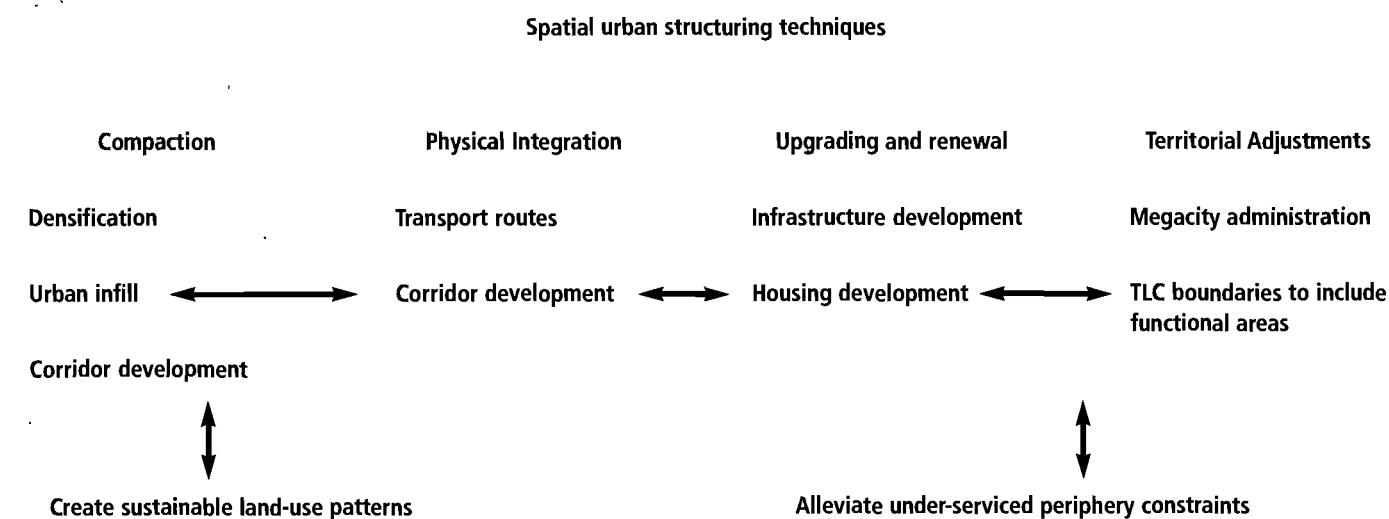 Spatial urban structuring techniques
Compaction
Physical Integration
Upgrading and renewal
Territorial Adjustments
Densification
Transport routes
Infrastructure development
Megacity administration
Urban infill
Corridor development
Housing development
TLC boundaries to include
functional areas
Corridor development
Create sustainable land-use patterns
Alleviate under-serviced periphery constraints